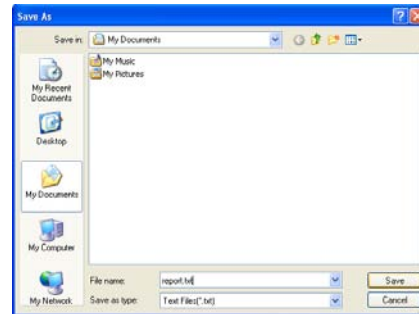 Save As
Save in: My Documents
My Music
My Pictures
My Recent
Documents
Desktop
My Documents
My Computer
My Network
File name: report.txt
Save
Save as type: Text Files(*.txt)
Cancel